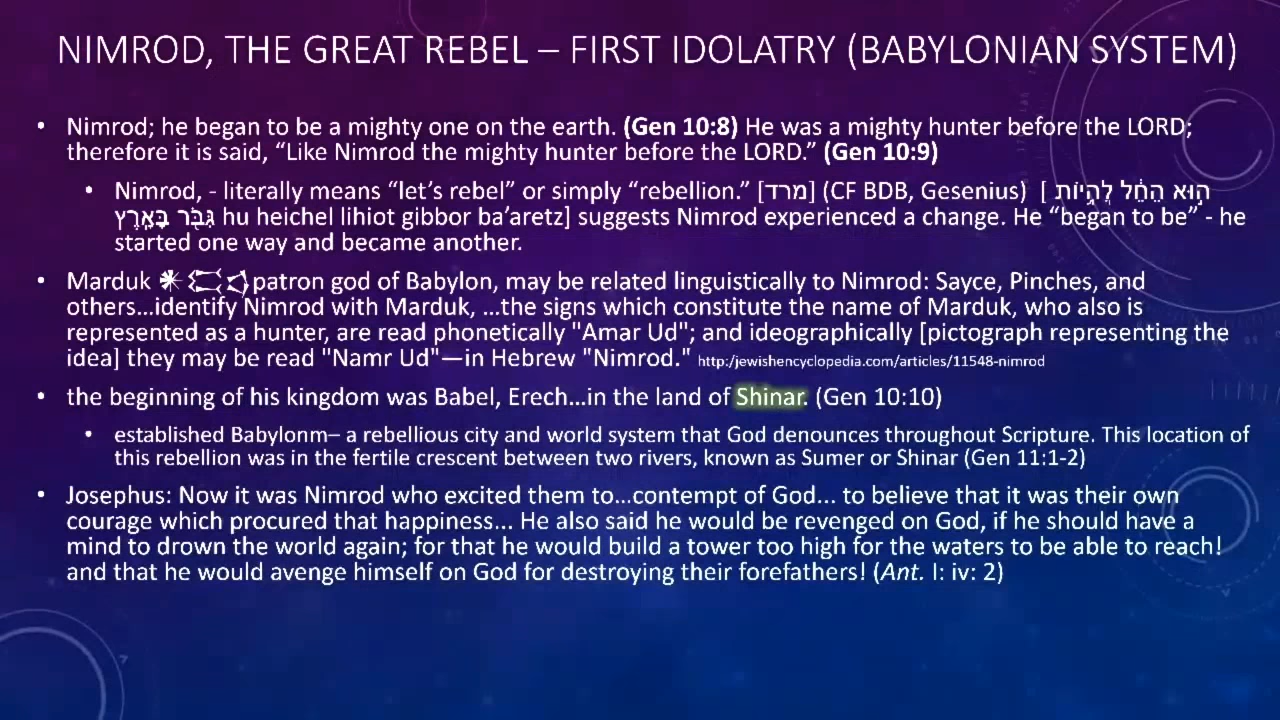 NIMROD, THE GREAT REBEL – FIRST IDOLATRY (BABYLONIAN SYSTEM)
• Nimrod; he began to be a mighty one on the earth. (Gen 10:8) He was a mighty hunter before the LORD;
therefore it is said, “Like Nimrod the mighty hunter before the LORD.” (Gen 10:9)
• Nimrod, - literally means “let’s rebel” or simply “rebellion.” [מרד] (CF BDB, Gesenius) [ הוּא הֵחֵל לִהְיוֹת
גִּבֹּר בָּאָרֶץ hu heichel lihiot gibbor ba’aretz] suggests Nimrod experienced a change. He “began to be” - he
started one way and became another.
• Marduk 𒀭𒀫𒌓 patron god of Babylon, may be related linguistically to Nimrod: Sayce, Pinches, and
others…identify Nimrod with Marduk, …the signs which constitute the name of Marduk, who also is
represented as a hunter, are read phonetically "Amar Ud"; and ideographically [pictograph representing the
idea] they may be read "Namr Ud"—in Hebrew "Nimrod." http:/jewishencyclopedia.com/articles/11548-nimrod
• the beginning of his kingdom was Babel, Erech…in the land of Shinar. (Gen 10:10)
• established Babylonm– a rebellious city and world system that God denounces throughout Scripture. This location of
this rebellion was in the fertile crescent between two rivers, known as Sumer or Shinar (Gen 11:1-2)
• Josephus: Now it was Nimrod who excited them to…contempt of God… to believe that it was their own
courage which procured that happiness… He also said he would be revenged on God, if he should have a
mind to drown the world again; for that he would build a tower too high for the waters to be able to reach!
and that he would avenge himself on God for destroying their forefathers! (Ant. I: iv: 2)